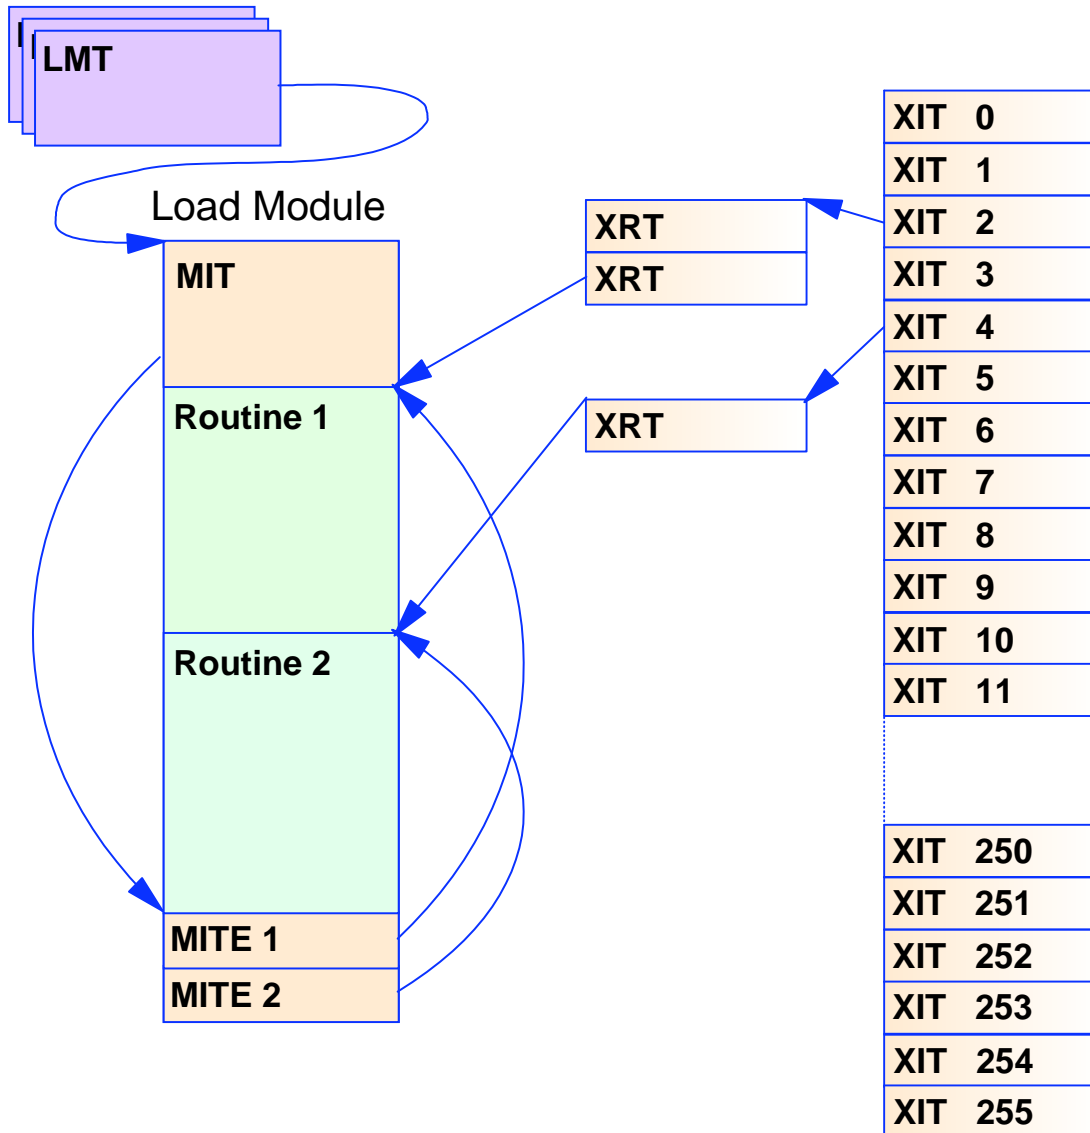 LMT
Load Module
MIT
Routine 1
Routine 2
MITE 1
MITE 2
XRT
XRT
XRT
XIT 0
XIT 1
XIT 2
XIT 3
XIT 4
XIT 5
XIT 6
XIT 7
XIT 8
XIT 9
XIT 10
XIT 11
XIT 250
XIT 251
XIT 252
XIT 253
XIT 254
XIT 255